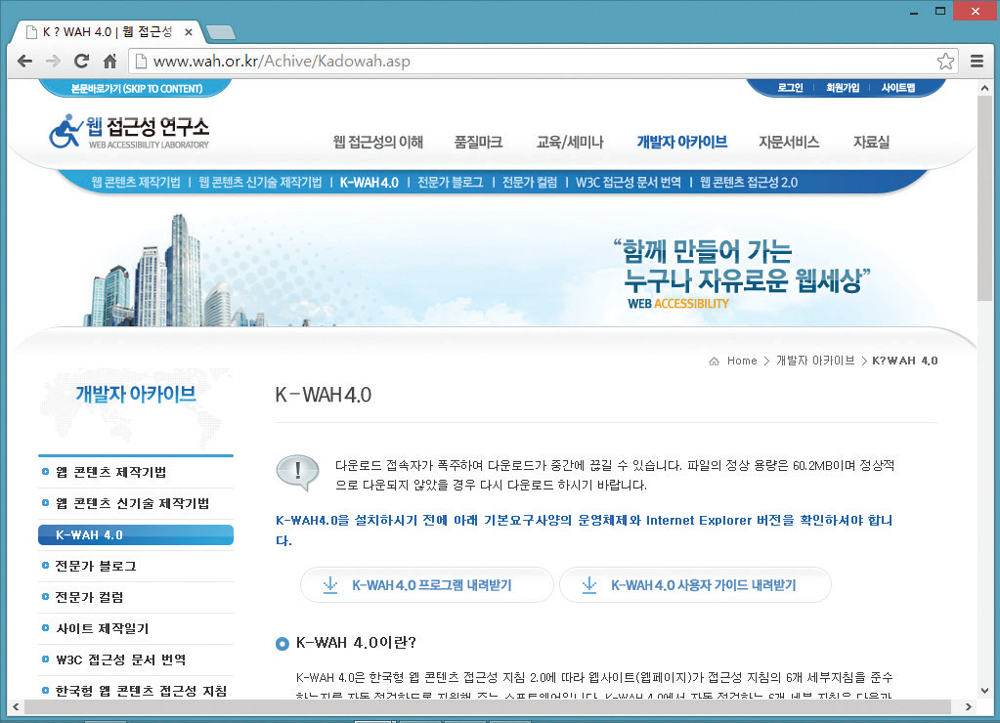 K ? WAH 4.0 | 웹 접근성
www.wah.or.kr/Achive/Kadowah.asp
본문바로가기 (SKIP TO CONTENT)
로그인 | 회원가입 | 사이트맵
웹 접근성 연구소
WEB ACCESSIBILITY LABORATORY
웹 접근성의 이해 품질마크 교육/세미나 개발자 아카이브 자문서비스 자료실
웹 콘텐츠 제작기법 | 웹 콘텐츠 신기술 제작기법 | K-WAH 4.0 | 전문가 블로그 | 전문가 컬럼 | W3C 접근성 문서 번역 | 웹 콘텐츠 접근성 2.0
“함께 만들어 가는
누구나 자유로운 웹세상”
WEB ACCESSIBILITY
Home > 개발자 아카이브 > K?WAH 4.0
개발자 아카이브
웹 콘텐츠 제작기법
웹 콘텐츠 신기술 제작기법
K-WAH 4.0
전문가 블로그
전문가 컬럼
사이트 제작일기
W3C 접근성 문서 번역
한국형 웹 콘텐츠 접근성 지침
K-WAH 4.0
다운로드 접속자가 폭주하여 다운로드가 중간에 끊길 수 있습니다. 파일의 정상 용량은 60.2MB이며 정상적
으로 다운되지 않았을 경우 다시 다운로드 하시기 바랍니다.
K-WAH4.0을 설치하시기 전에 아래 기본요구사양의 운영체제와 Internet Explorer 버전을 확인하셔야 합니
다.
K-WAH 4.0 프로그램 내려받기
K-WAH 4.0 사용자 가이드 내려받기
K-WAH 4.0이란?
K-WAH 4.0은 한국형 웹 콘텐츠 접근성 지침 2.0에 따라 웹사이트(웹페이지)가 접근성 지침의 6개 세부지침을 준수
하는지를 자동 점검하도록 지원해 주는 소프트웨어입니다. K-WAH 4.0에서 자동 점검하는 6개 세부 지침은 다음과